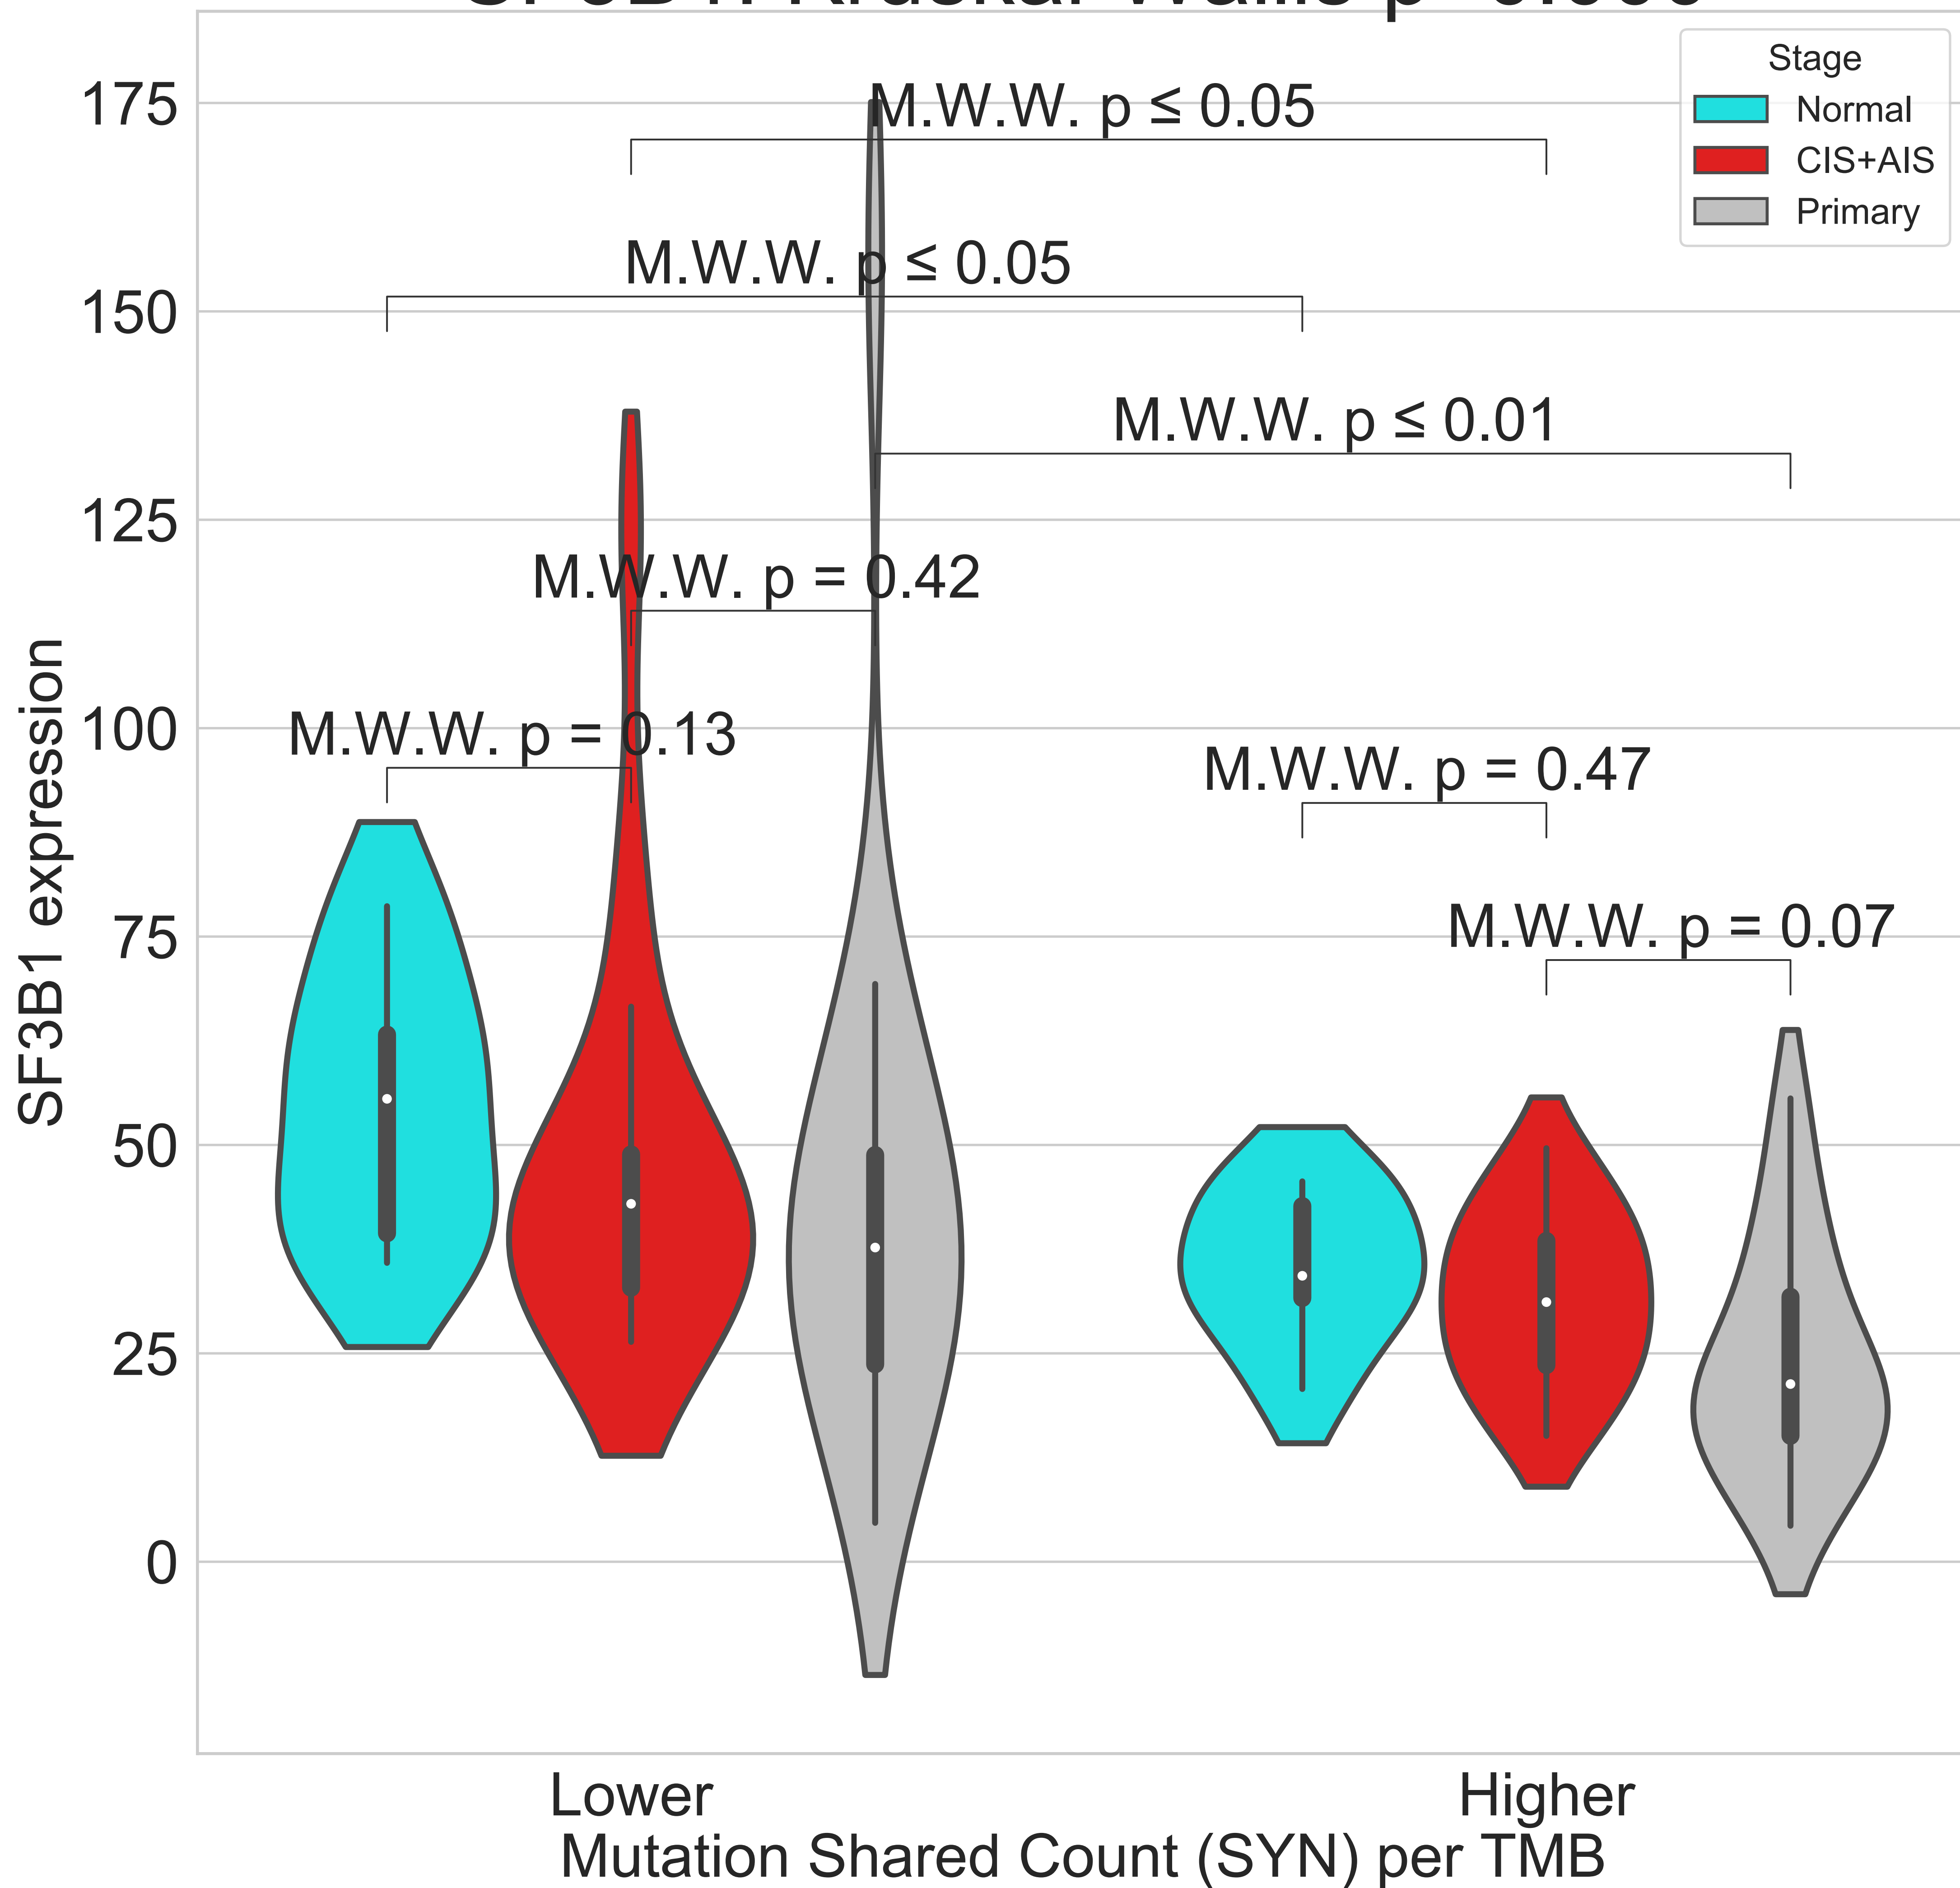 175
150
125
100
75
50
25
0
SF3B1 expression
M.W.W. p ≤ 0.05
M.W.W. p ≤ 0.05
M.W.W. p ≤ 0.01
M.W.W. p = 0.42
M.W.W. p = 0.13
M.W.W. p = 0.47
M.W.W. p = 0.07
Stage
Normal
CIS+AIS
Primary
Lower
Higher
Mutation Shared Count (SYN) per TMB